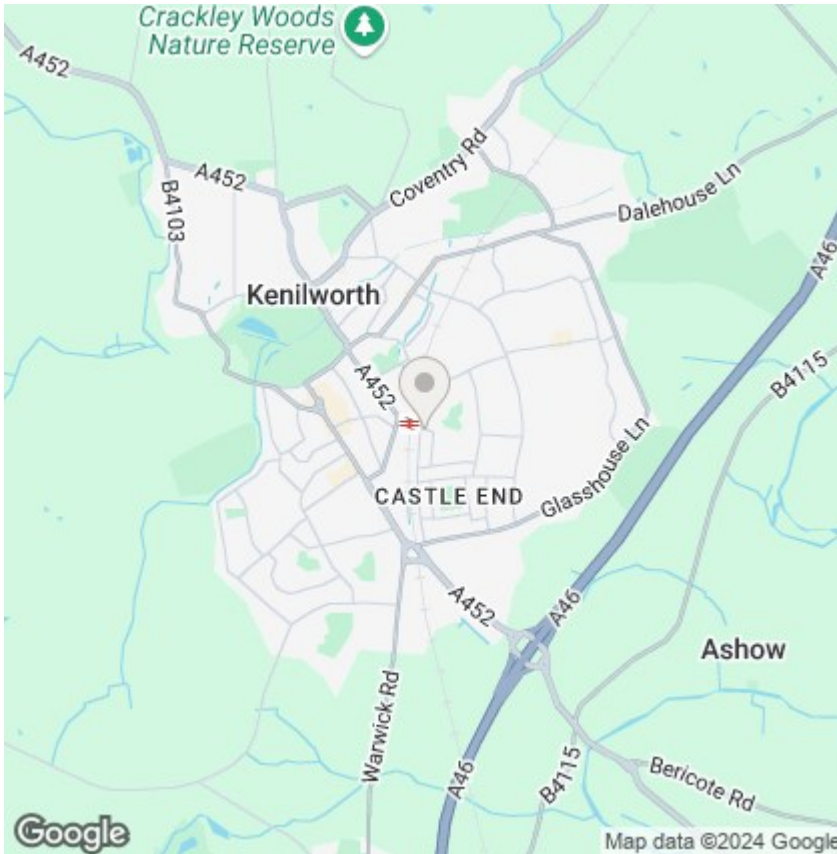 Crackley Woods
Nature Reserve
A452
A452
Coventry Rd
B4103
Dalehouse Ln
A46
Kenilworth
B4115
A452
CASTLE END
Glasshouse Ln
A452
A46
Ashow
Warwick Rd
A46
B4115
Bericote Rd
Google
Map data ©2024 Google